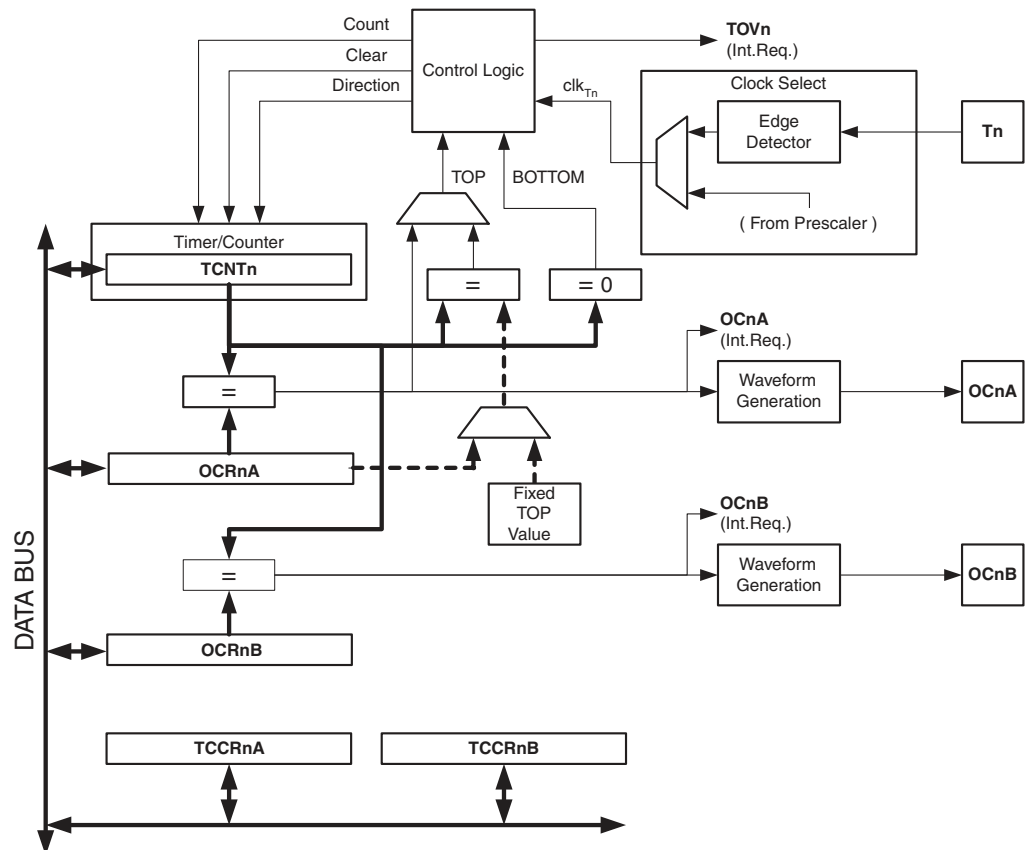 Count
Clear
Direction
Control Logic
TOVn
(Int.Req.)
clkTn
Clock Select
Edge
Detector
Tn
( From Prescaler )
TOP
BOTTOM
Timer/Counter
TCNTn
=
= 0
OCnA
(Int.Req.)
=
Waveform
Generation
OCnA
OCRnA
Fixed
TOP
Value
OCnB
(Int.Req.)
=
Waveform
Generation
OCnB
DATA BUS
OCRnB
TCCRnA
TCCRnB